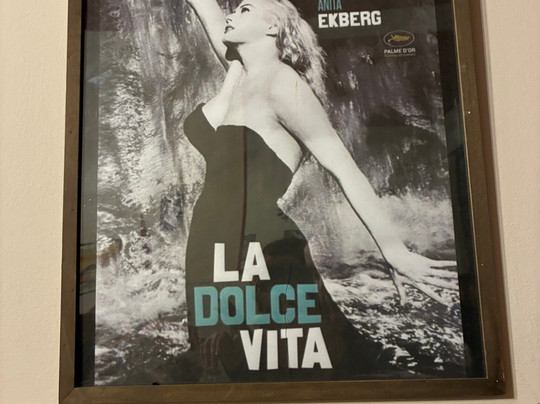 ANITA
EKBERG
PALME D'OR
LA
DOLCE
VITA